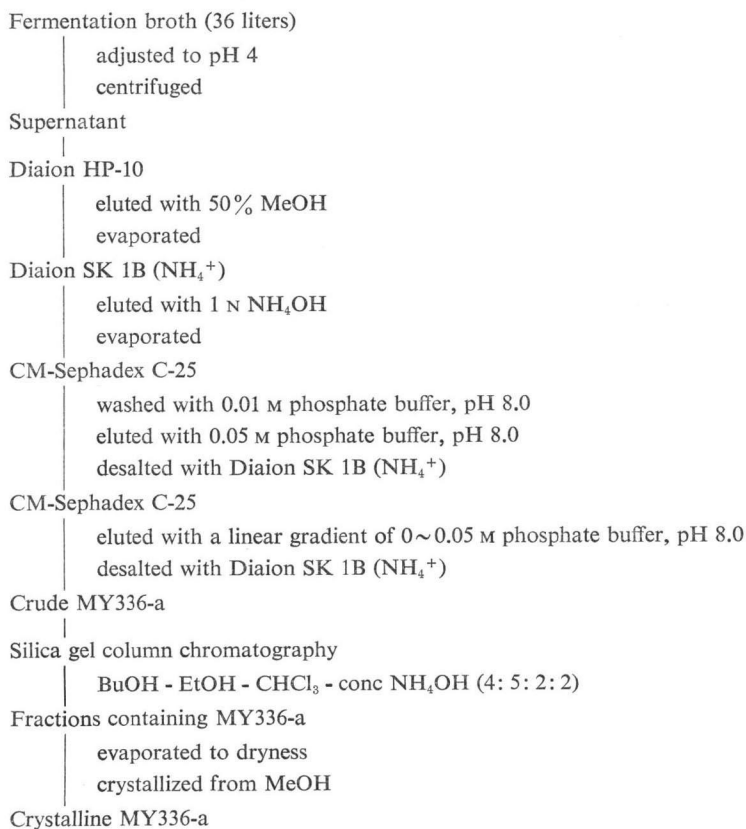 Fermentation broth (36 liters)
adjusted to pH 4
centrifuged
Supernatant
Diaion HP-10
eluted with 50% MeOH
evaporated
Diaion SK 1B (NH₄⁺)
eluted with 1 N NH₄OH
evaporated
CM-Sephadex C-25
washed with 0.01 M phosphate buffer, pH 8.0
eluted with 0.05 M phosphate buffer, pH 8.0
desalted with Diaion SK 1B (NH₄⁺)
CM-Sephadex C-25
eluted with a linear gradient of 0~0.05 M phosphate buffer, pH 8.0
desalted with Diaion SK 1B (NH₄⁺)
Crude MY336-a
Silica gel column chromatography
BuOH - EtOH - CHCl₃ - conc NH₄OH (4: 5: 2: 2)
Fractions containing MY336-a
evaporated to dryness
crystallized from MeOH
Crystalline MY336-a